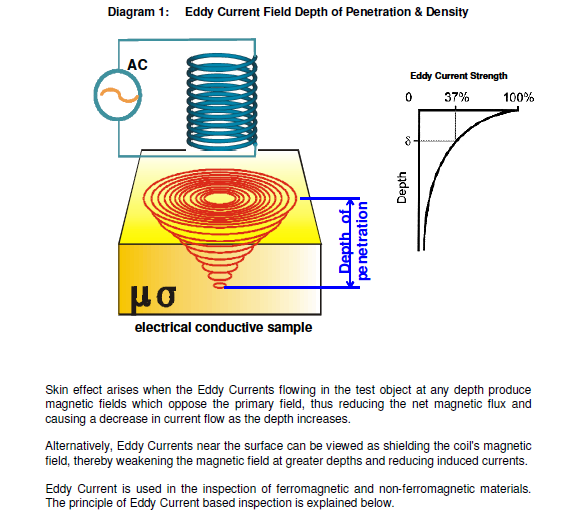 Diagram 1: Eddy Current Field Depth of Penetration & Density
AC
Eddy Current Strength
0 37% 100%
δ
Depth
Depth of
penetration
μσ
electrical conductive sample
Skin effect arises when the Eddy Currents flowing in the test object at any depth produce
magnetic fields which oppose the primary field, thus reducing the net magnetic flux and
causing a decrease in current flow as the depth increases.
Alternatively, Eddy Currents near the surface can be viewed as shielding the coil's magnetic
field, thereby weakening the magnetic field at greater depths and reducing induced currents.
Eddy Current is used in the inspection of ferromagnetic and non-ferromagnetic materials.
The principle of Eddy Current based inspection is explained below.